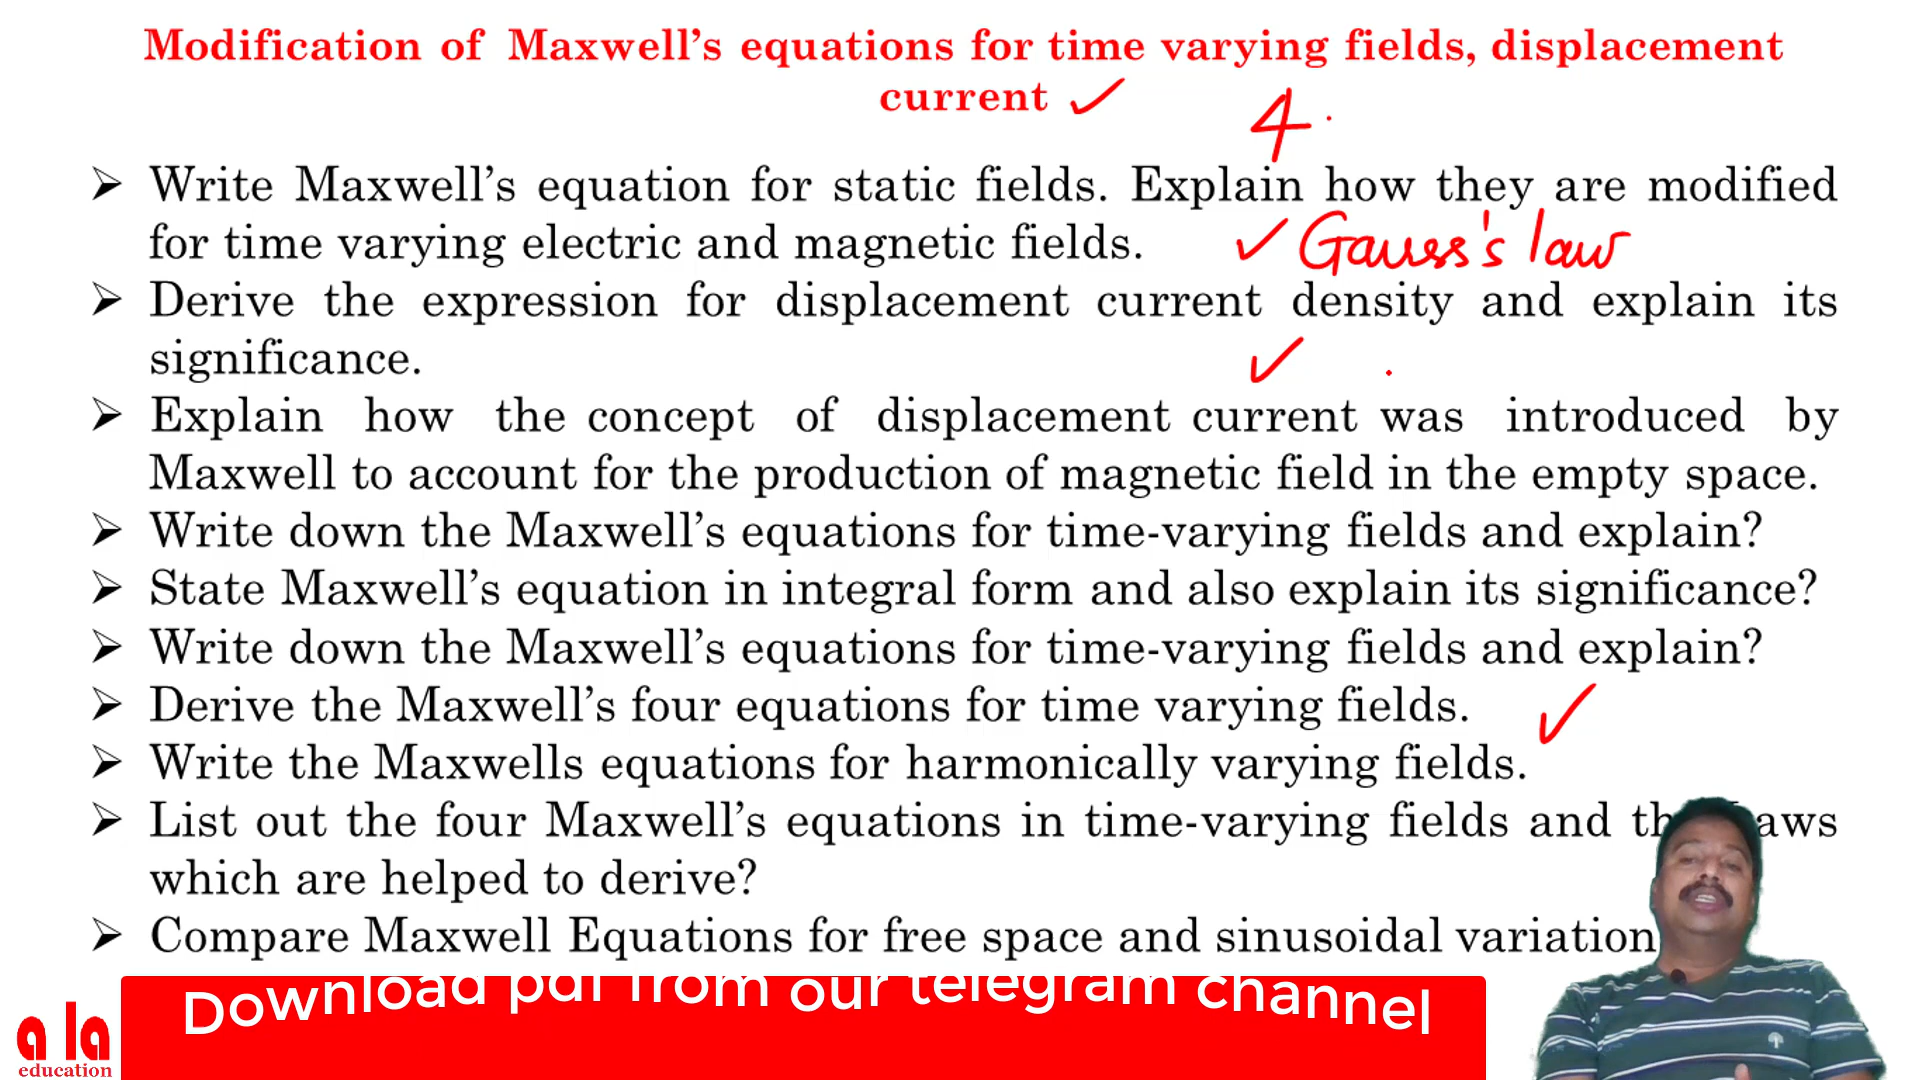 Modification of Maxwell's equations for time varying fields, displacement
current ✓
4
➢ Write Maxwell's equation for static fields. Explain how they are modified
for time varying electric and magnetic fields. ✓ Gauss's law
➢ Derive the expression for displacement current density and explain its
significance. ✓
➢ Explain how the concept of displacement current was introduced by
Maxwell to account for the production of magnetic field in the empty space.
➢ Write down the Maxwell's equations for time-varying fields and explain?
➢ State Maxwell's equation in integral form and also explain its significance?
➢ Write down the Maxwell's equations for time-varying fields and explain?
➢ Derive the Maxwell's four equations for time varying fields. ✓
➢ Write the Maxwells equations for harmonically varying fields.
➢ List out the four Maxwell's equations in time-varying fields and
which are helped to derive?
➢ Compare Maxwell Equations for free space and sinusoidal variation
Download pdf from our telegram channel
a la
education